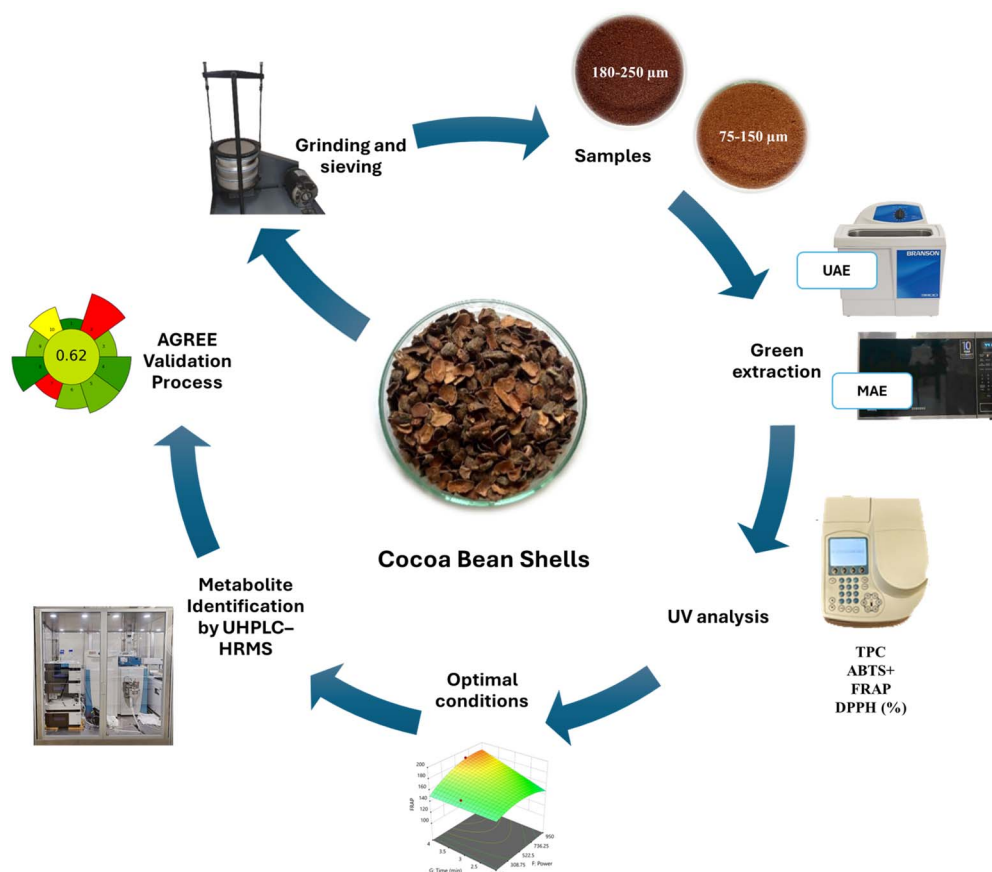 Grinding and
sieving
180-250 µm
75-150 µm
Samples
BRANSON
UAE
Green
extraction
MAE
10
UV analysis
TPC
ABTS+
FRAP
DPPH (%)
Optimal
conditions
200
180
160
140
120
100
FRAP
4
3.5
3
2.5
G: Time (min)
950
736.25
522.5
308.75
F: Power
Metabolite
Identification
by UHPLC–
HRMS
AGREE
Validation
Process
0.62
Cocoa Bean Shells